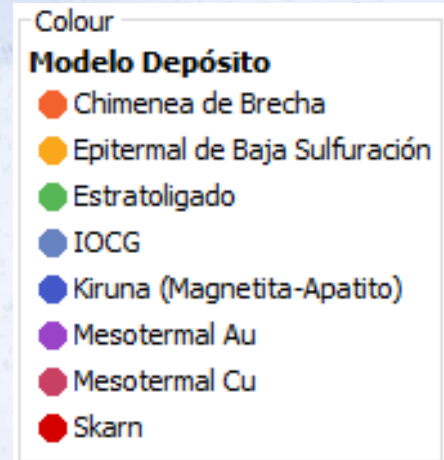 Colour
Modelo Depósito
Chimenea de Brecha
Epitermal de Baja Sulfuración
Estratoligado
IOCG
Kiruna (Magnetita-Apatito)
Mesotermal Au
Mesotermal Cu
Skarn